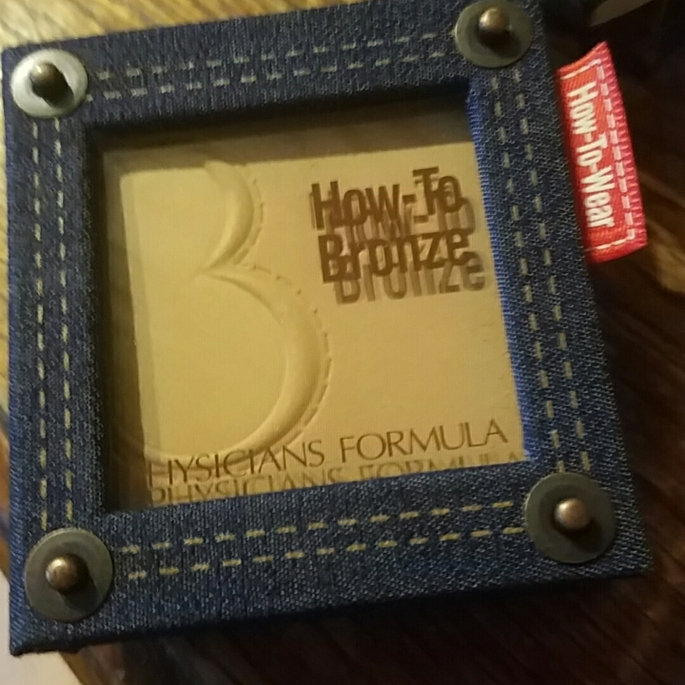 How-To
Bronze
PHYSICIANS FORMULA
How-To-Wear